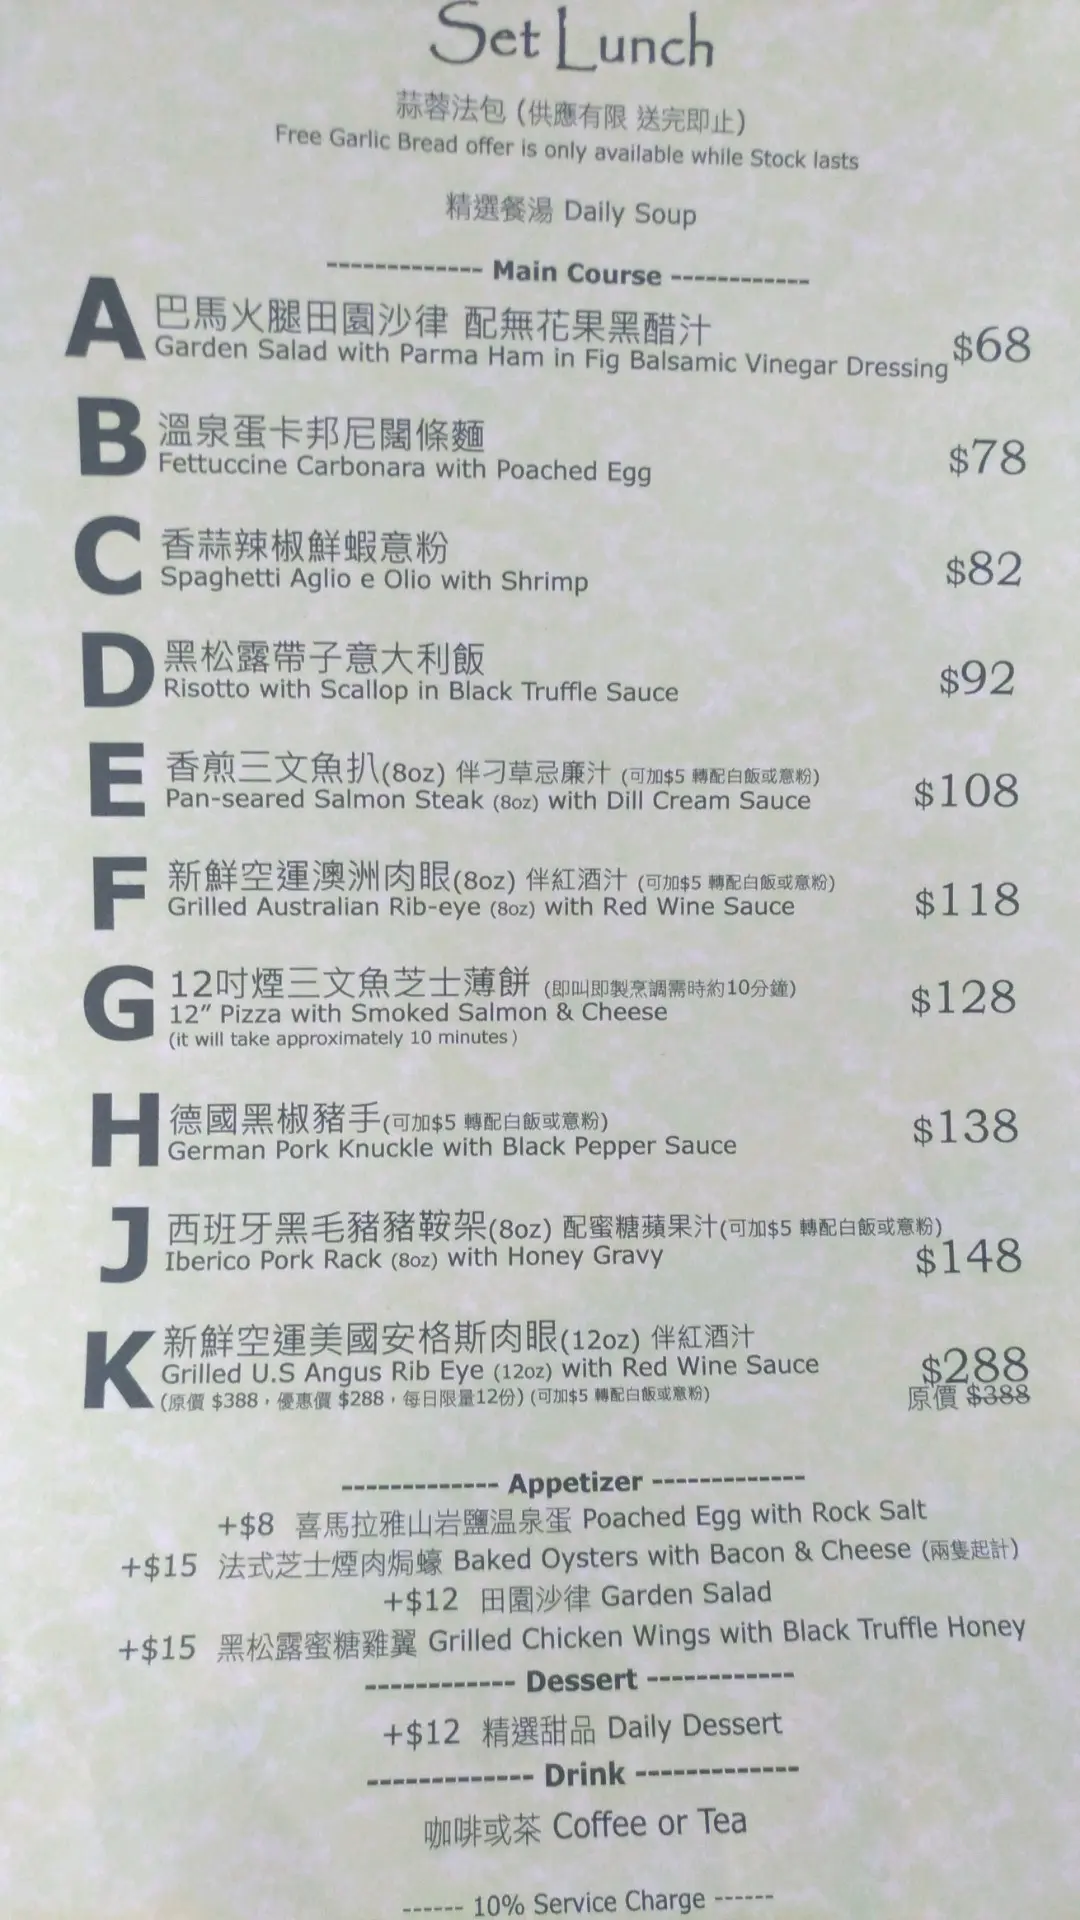 Set Lunch
蒜蓉法包 (供應有限 送完即止)
Free Garlic Bread offer is only available while Stock lasts
精選餐湯 Daily Soup
------------- Main Course ------------
A 巴馬火腿田園沙律 配無花果黑醋汁
Garden Salad with Parma Ham in Fig Balsamic Vinegar Dressing $68
B 溫泉蛋卡邦尼闊條麵
Fettuccine Carbonara with Poached Egg $78
C 香蒜辣椒鮮蝦意粉
Spaghetti Aglio e Olio with Shrimp $82
D 黑松露帶子意大利飯
Risotto with Scallop in Black Truffle Sauce $92
E 香煎三文魚扒(8oz) 伴刁草忌廉汁 (可加$5 轉配白飯或意粉)
Pan-seared Salmon Steak (8oz) with Dill Cream Sauce $108
F 新鮮空運澳洲肉眼(8oz) 伴紅酒汁 (可加$5 轉配白飯或意粉)
Grilled Australian Rib-eye (8oz) with Red Wine Sauce $118
G 12吋煙三文魚芝士薄餅 (即叫即製烹調需時約10分鐘)
12" Pizza with Smoked Salmon & Cheese $128
(it will take approximately 10 minutes)
H 德國黑椒豬手(可加$5 轉配白飯或意粉)
German Pork Knuckle with Black Pepper Sauce $138
J 西班牙黑毛豬豬鞍架(8oz) 配蜜糖蘋果汁(可加$5 轉配白飯或意粉)
Iberico Pork Rack (8oz) with Honey Gravy $148
K 新鮮空運美國安格斯肉眼(12oz) 伴紅酒汁
Grilled U.S Angus Rib Eye (12oz) with Red Wine Sauce $288
(原價 $388，優惠價 $288，每日限量12份) (可加$5 轉配白飯或意粉) 原價 $388
------------- Appetizer -------------
+$8 喜馬拉雅山岩鹽溫泉蛋 Poached Egg with Rock Salt
+$15 法式芝士煙肉焗蠔 Baked Oysters with Bacon & Cheese (兩隻起計)
+$12 田園沙律 Garden Salad
+$15 黑松露蜜糖雞翼 Grilled Chicken Wings with Black Truffle Honey
------------ Dessert ------------
+$12 精選甜品 Daily Dessert
------------- Drink -------------
咖啡或茶 Coffee or Tea
------ 10% Service Charge ------